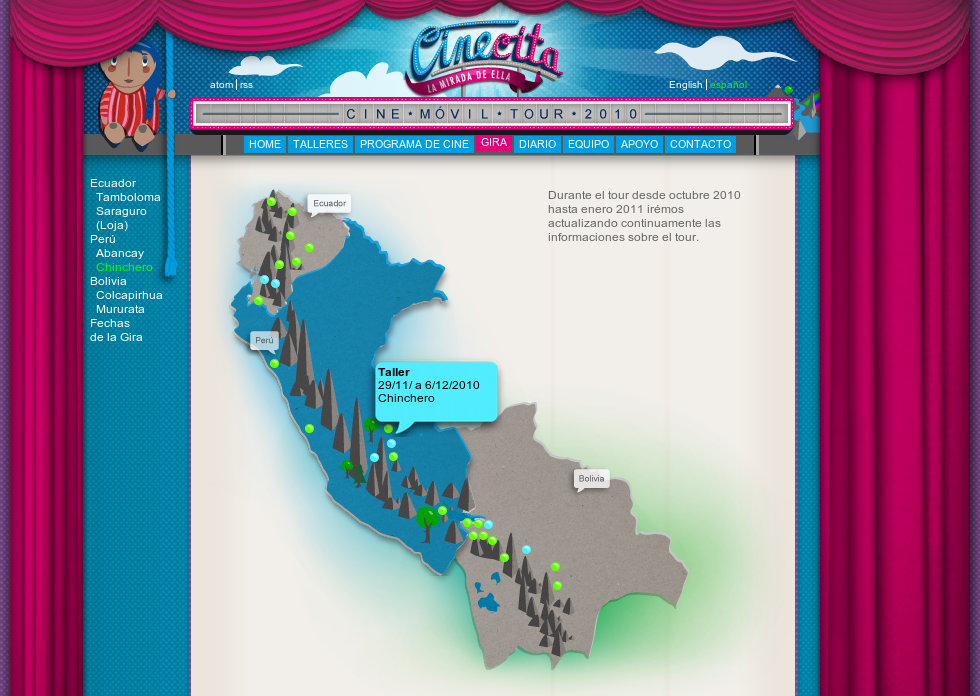 Cinecita
LA MIRADA DE ELLA
atom | rss
English | español
CINE • MÓVIL • TOUR • 2010
HOME TALLERES PROGRAMA DE CINE GIRA DIARIO EQUIPO APOYO CONTACTO
Ecuador
Tamboloma
Saraguro
(Loja)
Perú
Abancay
Chinchero
Bolivia
Colcapirhua
Mururata
Fechas
de la Gira
Durante el tour desde octubre 2010
hasta enero 2011 irémos
actualizando continuamente las
informaciones sobre el tour.
Ecuador
Perú
Taller
29/11/ a 6/12/2010
Chinchero
Bolivia